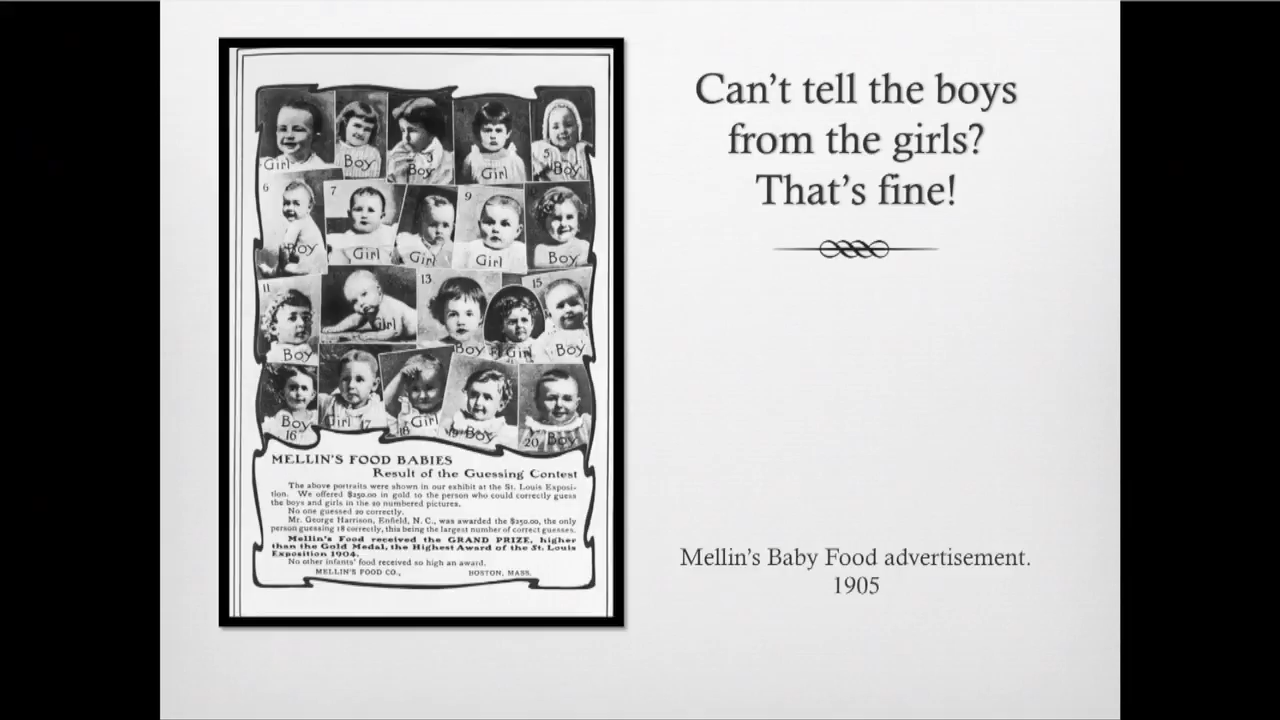 Can't tell the boys
from the girls?
That's fine!
Girl Boy 3 Boy Girl 5 Boy
6 Boy 7 Girl Girl 9 Girl Boy
11 Boy Girl 13 Boy Girl 15 Boy
Boy 16 Girl 17 18 Girl 19 Boy 20 Boy
MELLIN'S FOOD BABIES
Result of the Guessing Contest
The above portraits were shown in our exhibit at the St. Louis Exposi-
tion. We offered $250.00 in gold to the person who could correctly guess
the boys and girls in the 20 numbered pictures.
No one guessed 20 correctly.
Mr. George Harrison, Enfield, N. C., was awarded the $250.00, the only
person guessing 18 correctly, this being the largest number of correct guesses.
Mellin's Food received the GRAND PRIZE, higher
than the Gold Medal, the Highest Award of the St. Louis
Exposition 1904.
No other infants' food received so high an award.
MELLIN'S FOOD CO., BOSTON, MASS.
Mellin's Baby Food advertisement.
1905